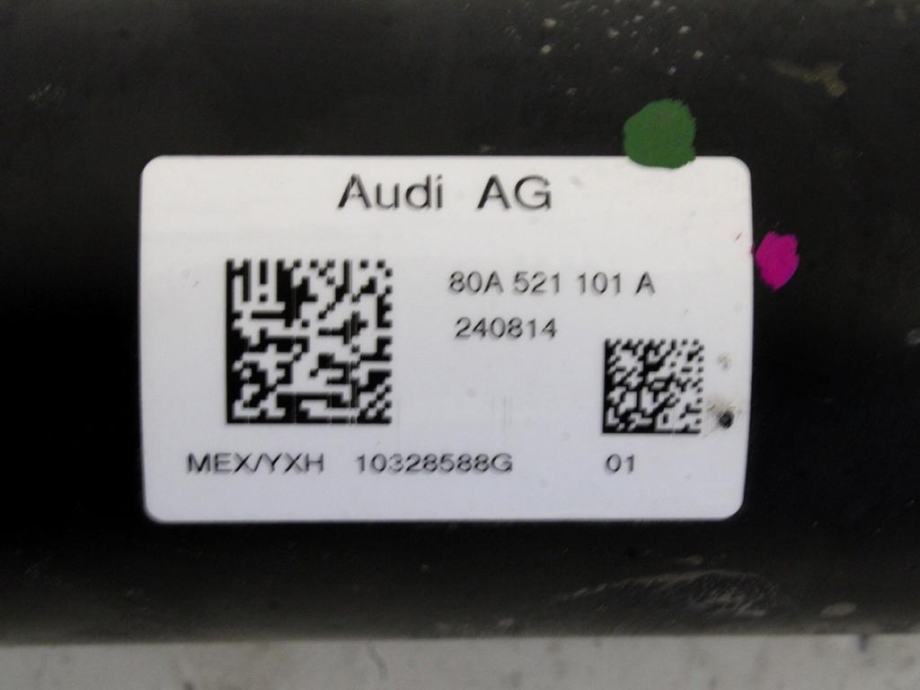 Audi AG
80A 521 101 A
240814
MEX/YXH 10328588G 01